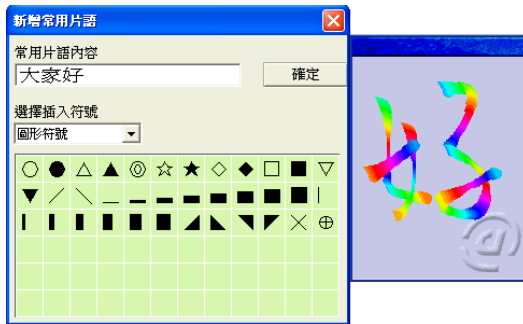 新增常用片語
常用片語內容
大家好
確定
選擇插入符號
圖形符號
○ ● △ ▲ ◎ ☆ ★ ◇ ◆ □ ■ ▽
▼ ╱ ╲ ▁ ▂ ▃ ▄ ▅ ▆ ▇ █ ▏
▎ ▍ ▌ ▋ ▊ ▉ ◢ ◣ ◥ ◤ ╳ ⊕
好
@